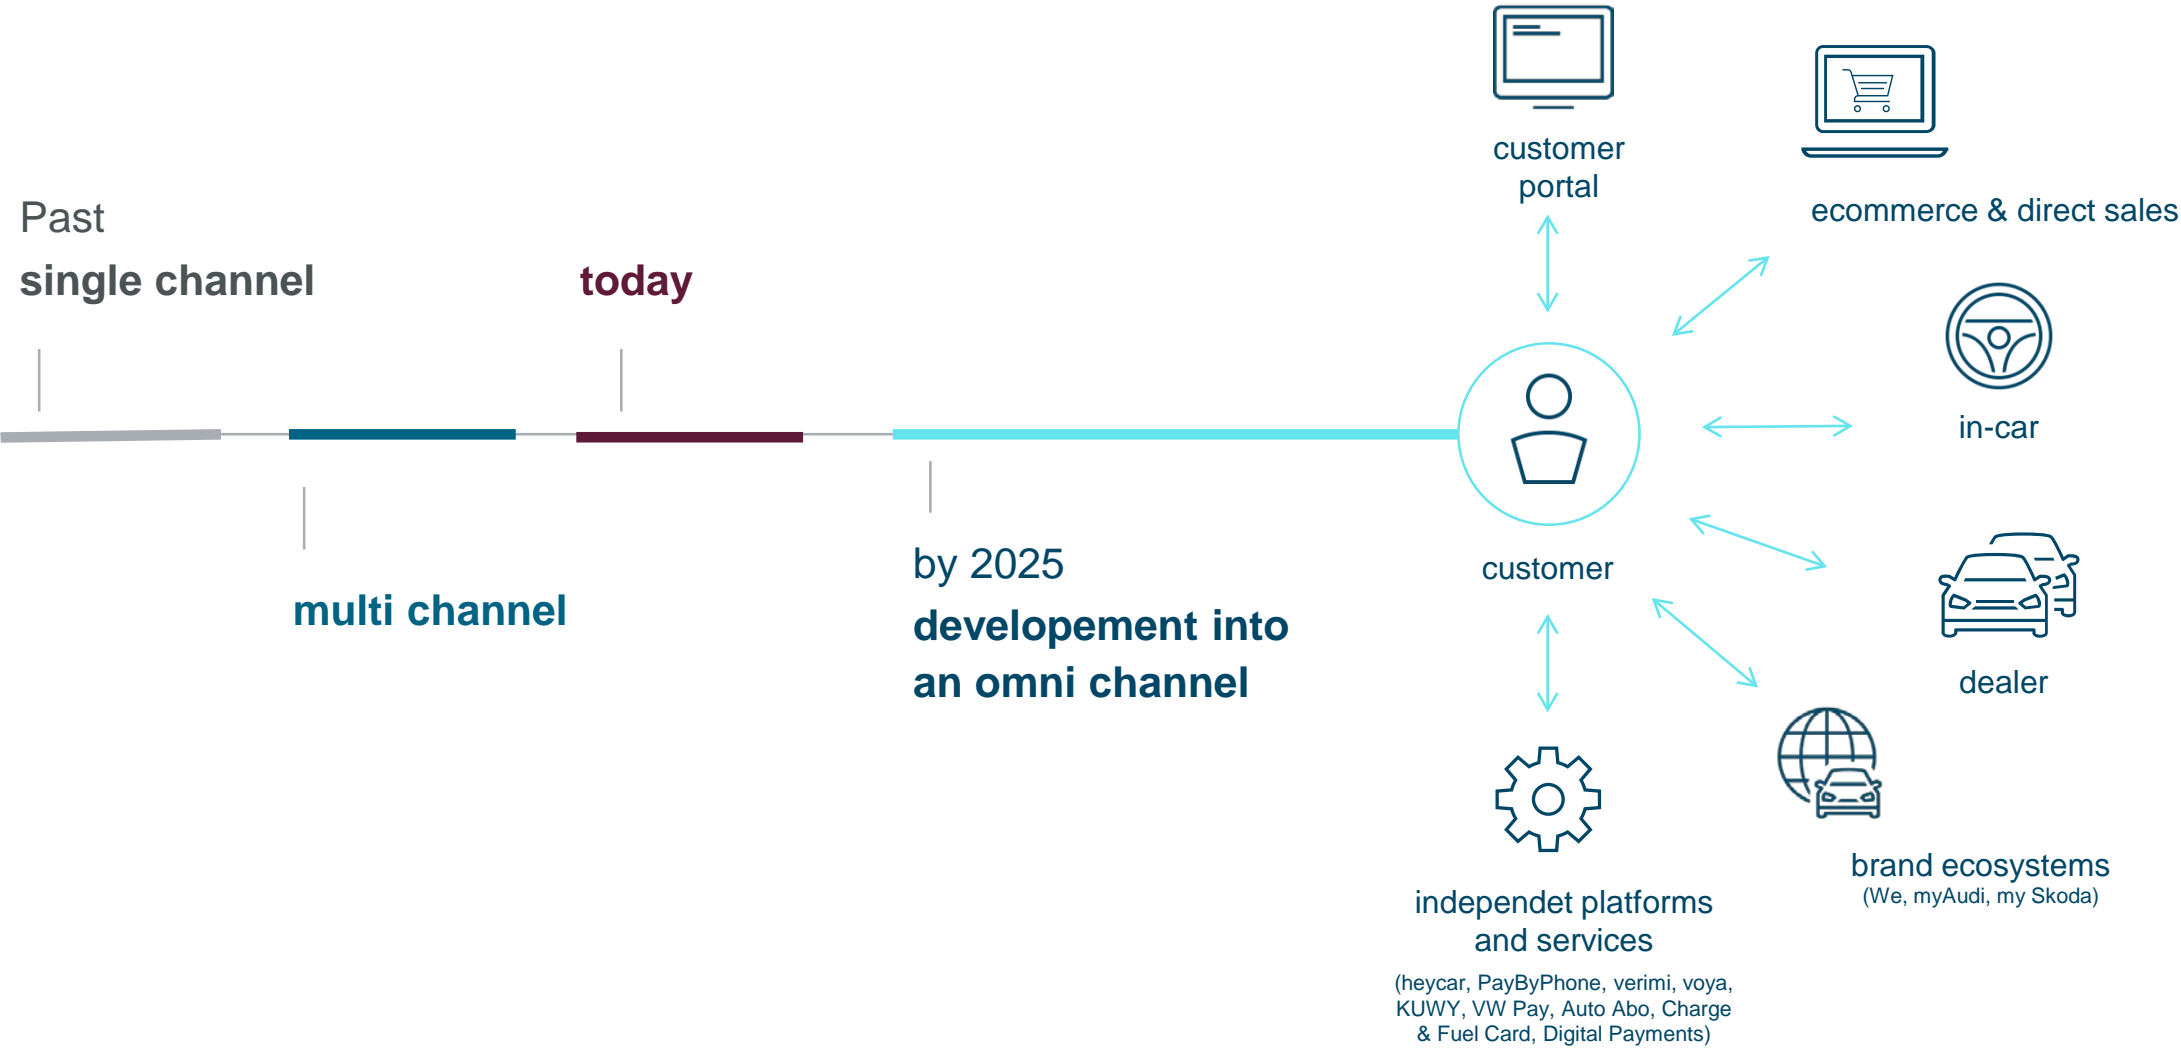 Past
single channel
multi channel
today
by 2025
developement into
an omni channel
customer
portal
ecommerce & direct sales
in-car
customer
dealer
brand ecosystems
(We, myAudi, my Skoda)
independet platforms
and services
(heycar, PayByPhone, verimi, voya,
KUWY, VW Pay, Auto Abo, Charge
& Fuel Card, Digital Payments)